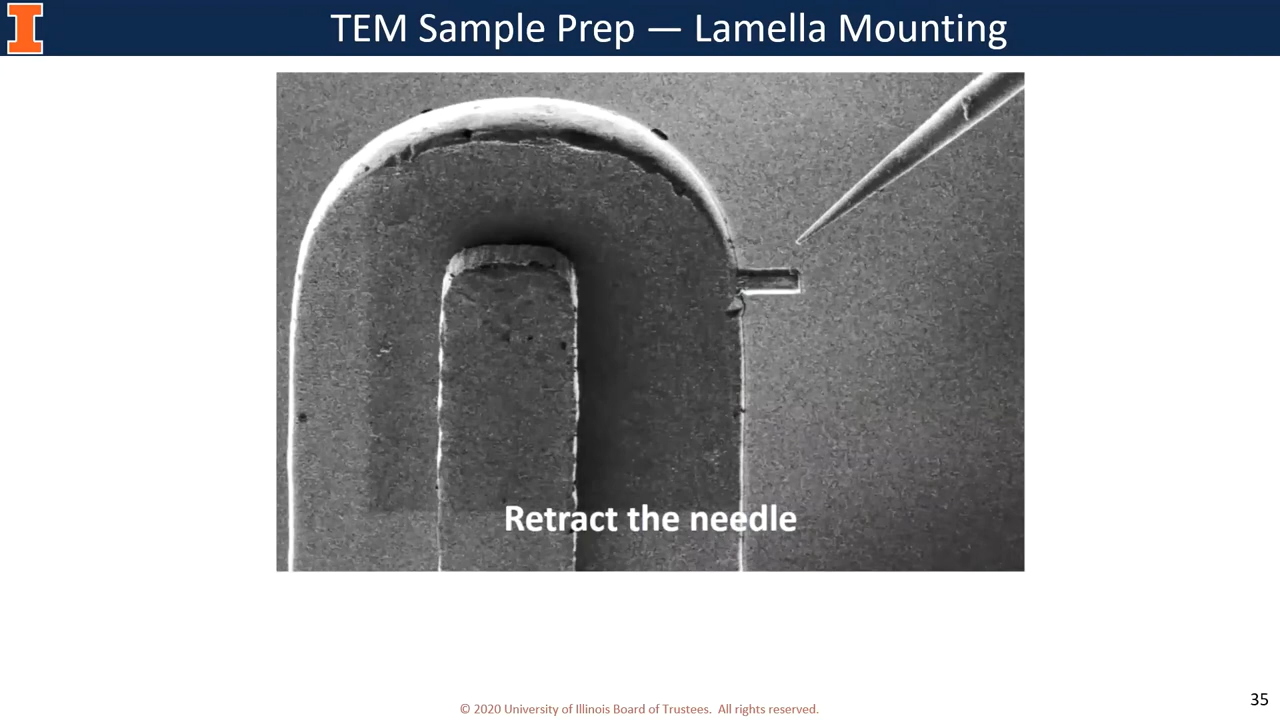 TEM Sample Prep — Lamella Mounting
Retract the needle
© 2020 University of Illinois Board of Trustees. All rights reserved.
35